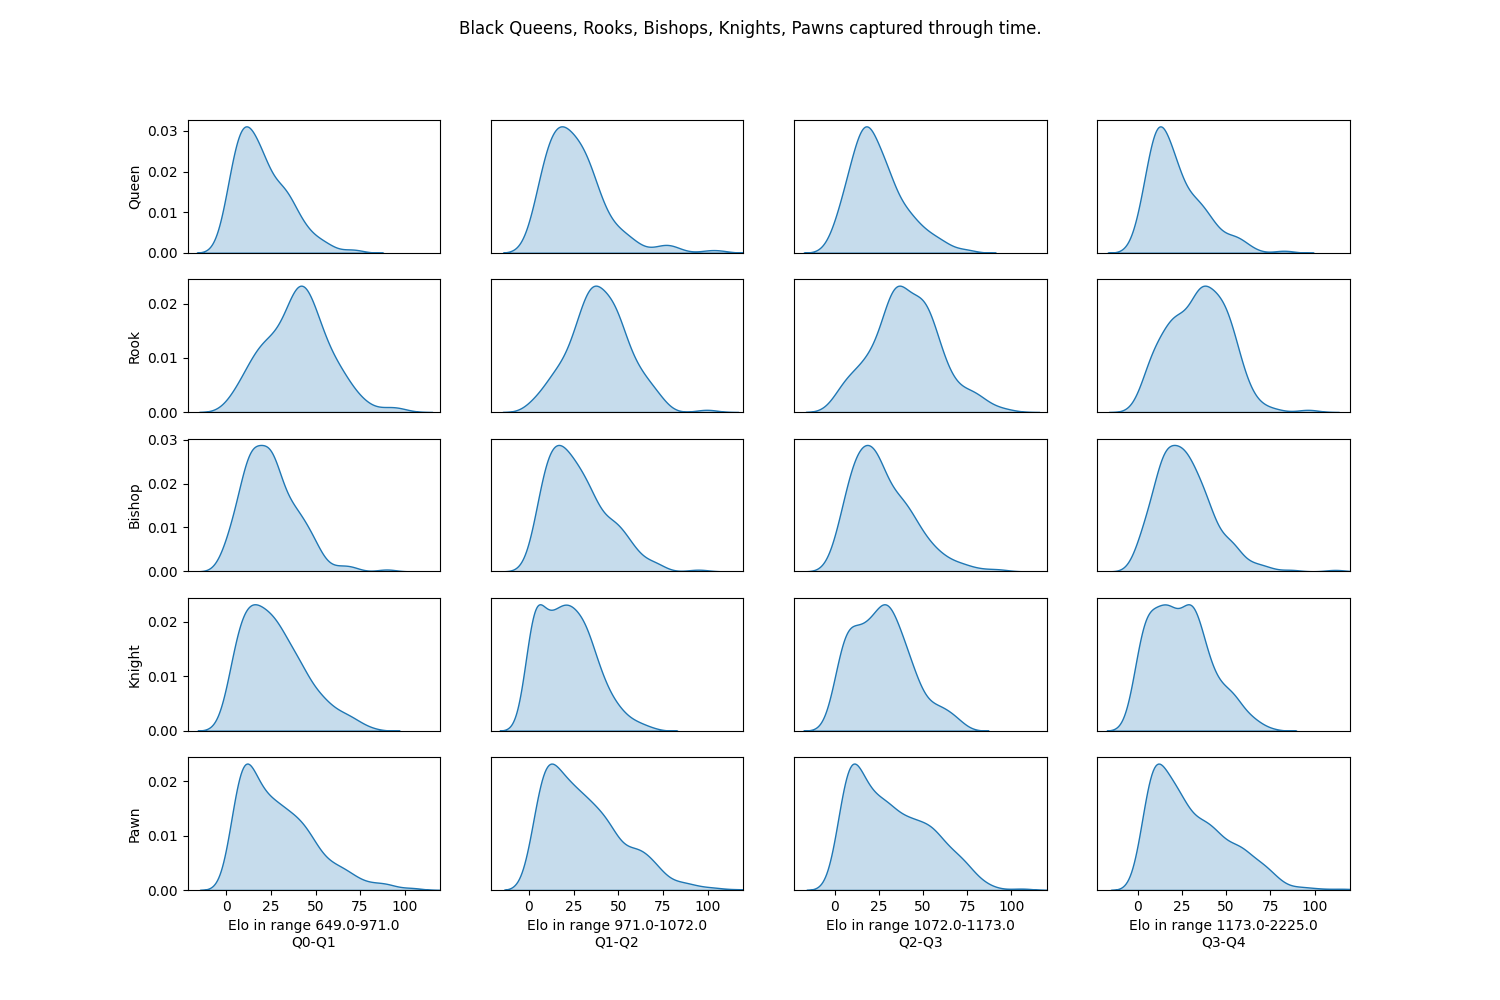 Black Queens, Rooks, Bishops, Knights, Pawns captured through time.
0.03
0.02
0.01
0.00
Queen
0.02
0.01
0.00
Rook
0.03
0.02
0.01
0.00
Bishop
0.02
0.01
0.00
Knight
0.02
0.01
0.00
Pawn
0 25 50 75 100 0 25 50 75 100 0 25 50 75 100 0 25 50 75 100
Elo in range 649.0-971.0
Q0-Q1
Elo in range 971.0-1072.0
Q1-Q2
Elo in range 1072.0-1173.0
Q2-Q3
Elo in range 1173.0-2225.0
Q3-Q4